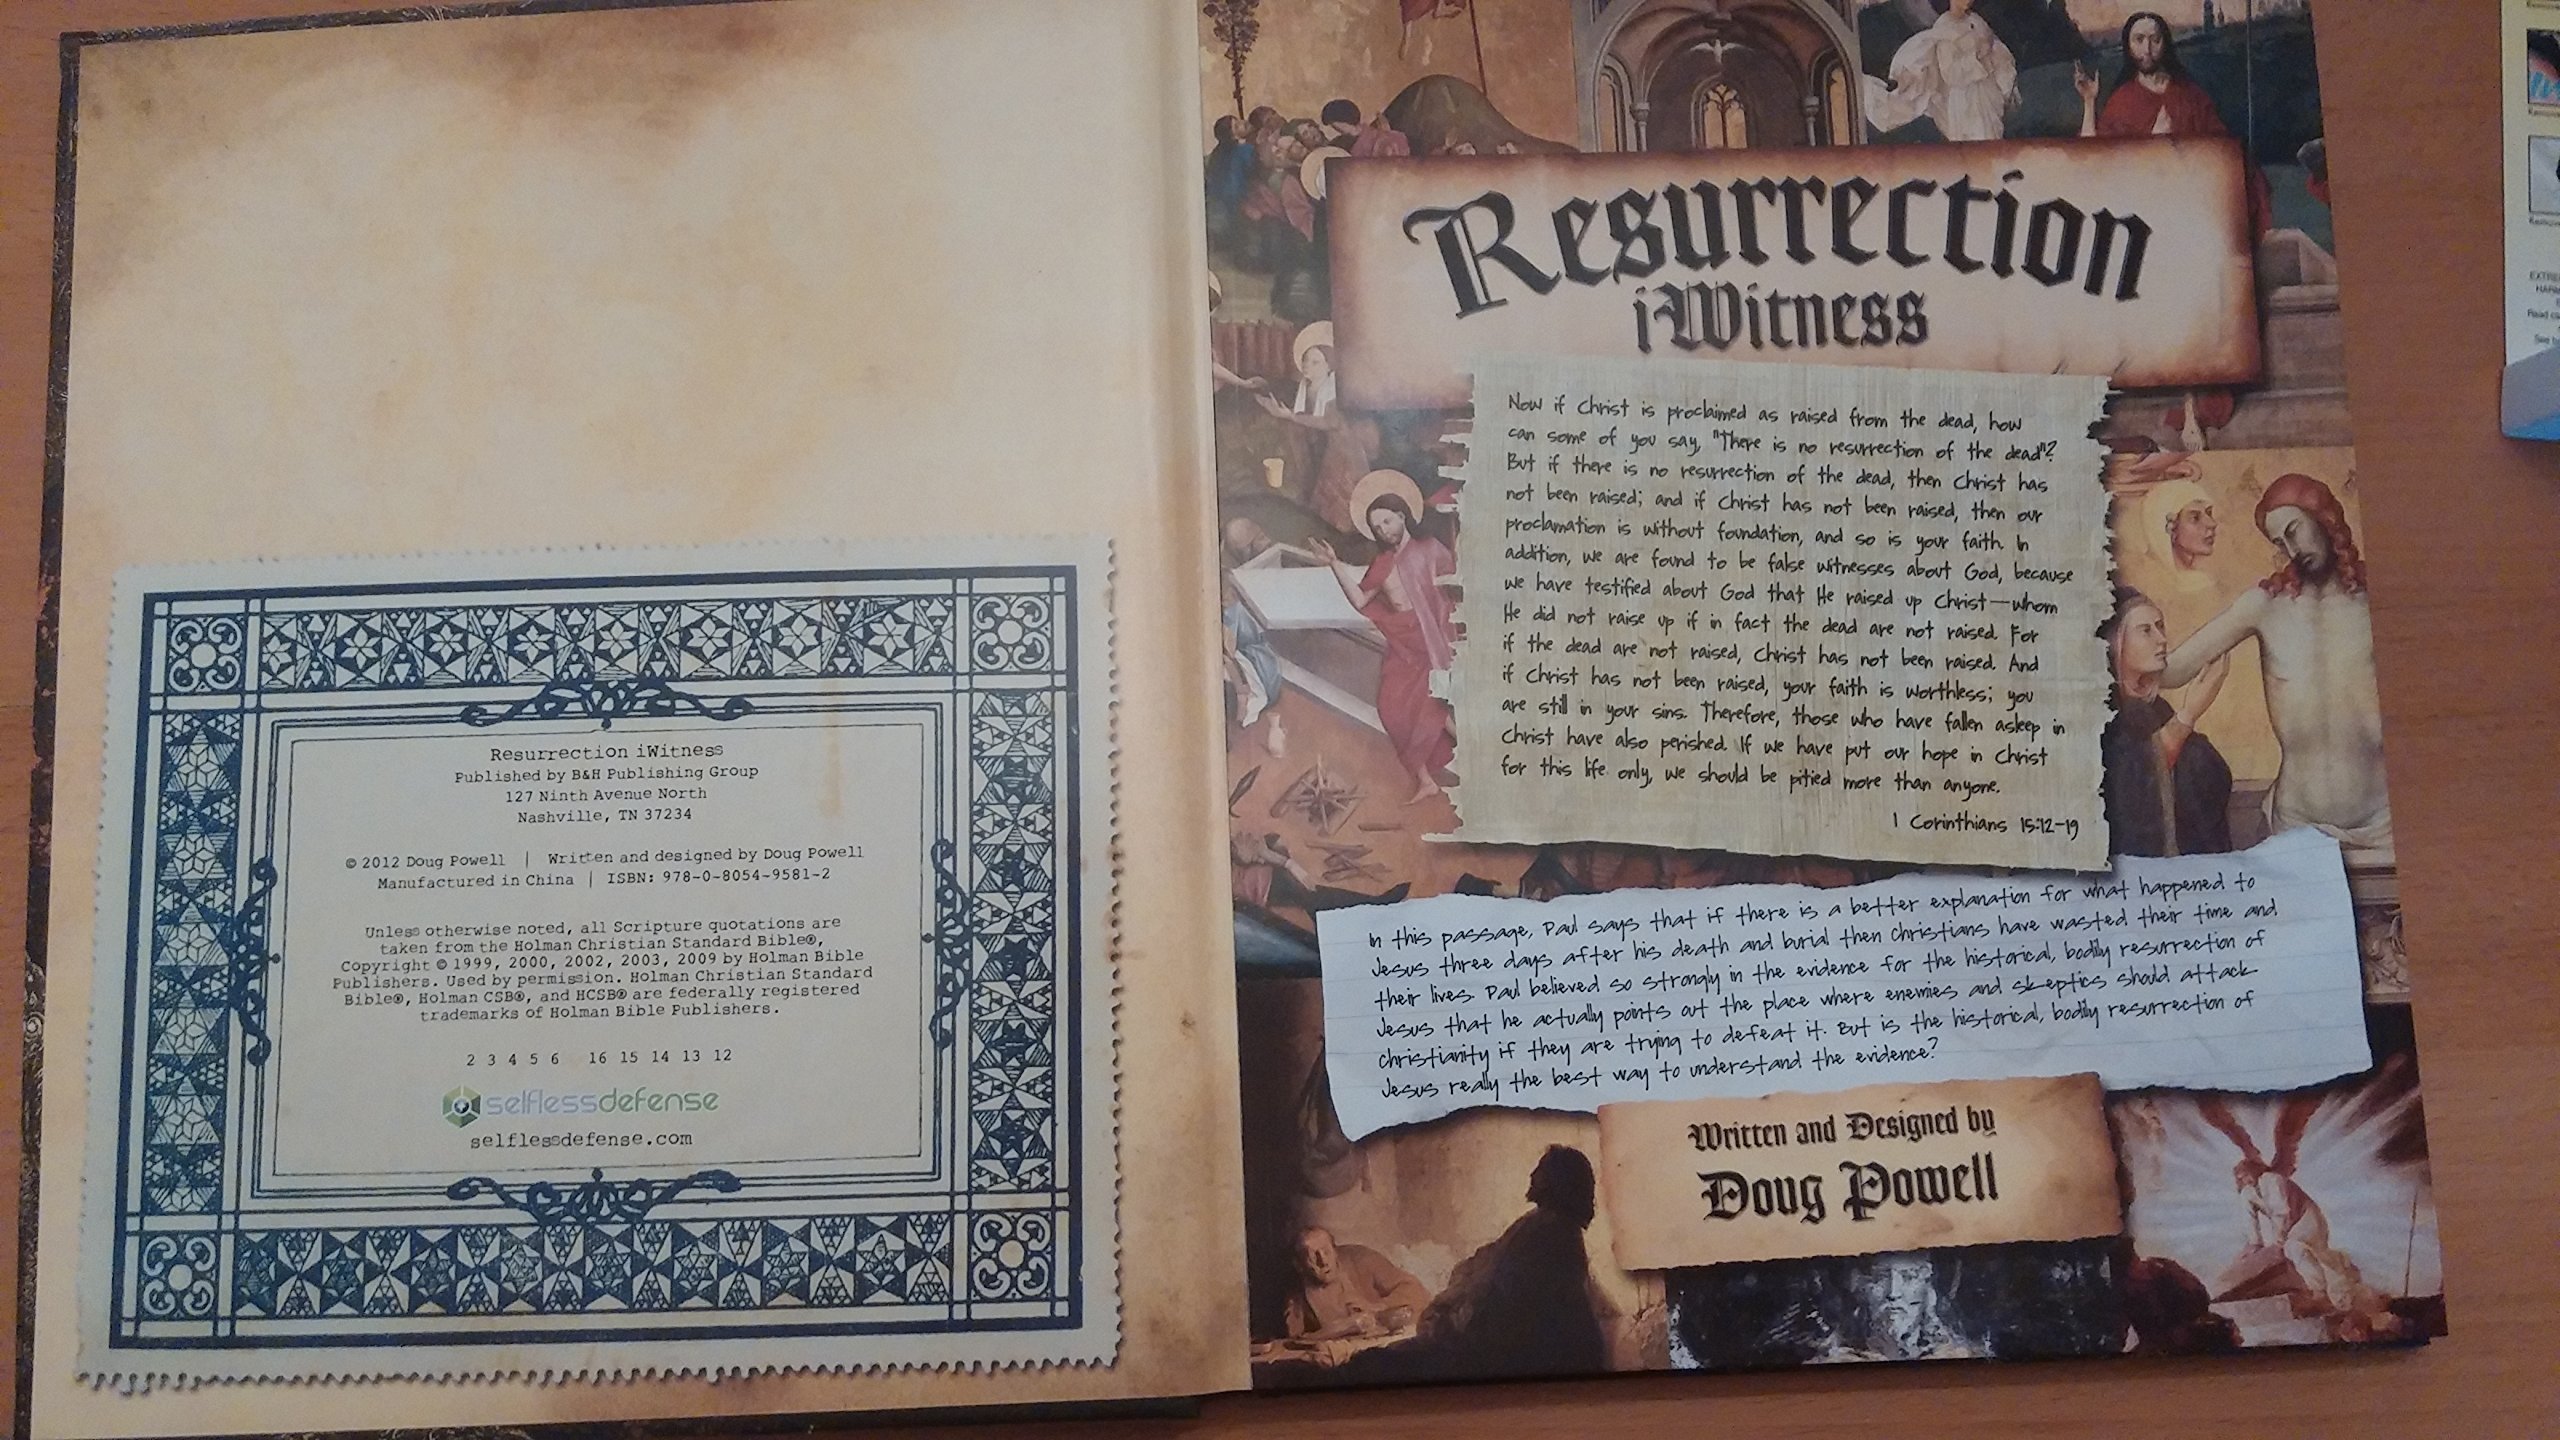 Resurrection iWitness
Published by B&H Publishing Group
127 Ninth Avenue North
Nashville, TN 37234
© 2012 Doug Powell | Written and designed by Doug Powell
Manufactured in China | ISBN: 978-0-8054-9581-2
Unless otherwise noted, all Scripture quotations are
taken from the Holman Christian Standard Bible®,
Copyright © 1999, 2000, 2002, 2003, 2009 by Holman Bible
Publishers. Used by permission. Holman Christian Standard
Bible®, Holman CSB®, and HCSB® are federally registered
trademarks of Holman Bible Publishers.
2 3 4 5 6 16 15 14 13 12
selflessdefense
selflessdefense.com
Resurrection
iWitness
Now if Christ is proclaimed as raised from the dead, how
can some of you say, "There is no resurrection of the dead"?
But if there is no resurrection of the dead, then Christ has
not been raised; and if Christ has not been raised, then our
proclamation is without foundation, and so is your faith. In
addition, we are found to be false witnesses about God, because
we have testified about God that He raised up Christ—whom
He did not raise up if in fact the dead are not raised. For
if the dead are not raised, Christ has not been raised. And
if Christ has not been raised, your faith is worthless; you
are still in your sins. Therefore, those who have fallen asleep in
Christ have also perished. If we have put our hope in Christ
for this life only, we should be pitied more than anyone.
1 Corinthians 15:12-19
In this passage, Paul says that if there is a better explanation for what happened to
Jesus three days after his death and burial then Christians have wasted their time and
their lives. Paul believed so strongly in the evidence for the historical, bodily resurrection of
Jesus that he actually points out the place where enemies and skeptics should attack
Christianity if they are trying to defeat it. But is the historical, bodily resurrection of
Jesus really the best way to understand the evidence?
Written and Designed by
Doug Powell